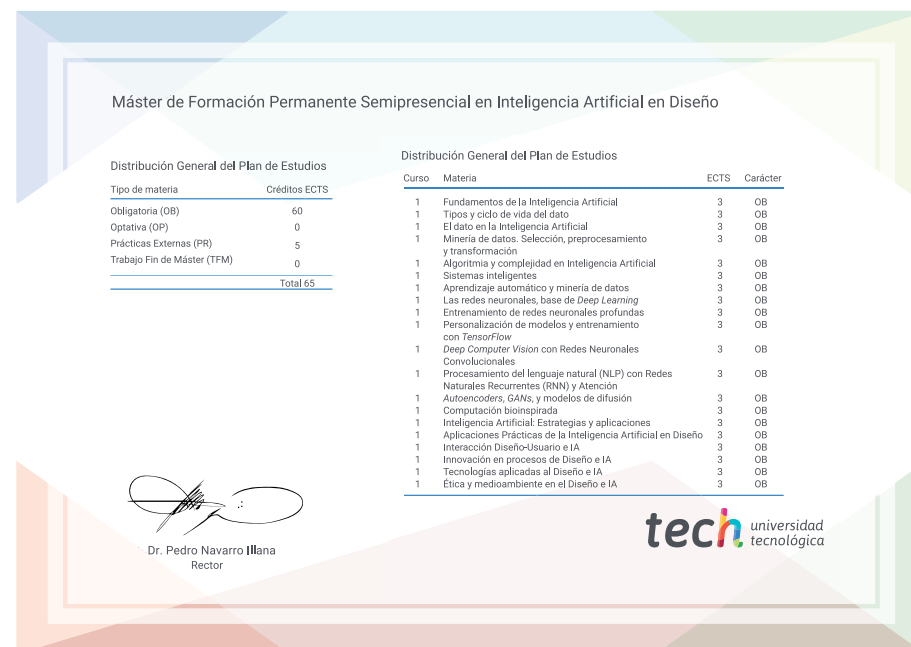 Máster de Formación Permanente Semipresencial en Inteligencia Artificial en Diseño
Distribución General del Plan de Estudios
Tipo de materia Créditos ECTS
Obligatoria (OB) 60
Optativa (OP) 0
Prácticas Externas (PR) 5
Trabajo Fin de Máster (TFM) 0
Total 65
Distribución General del Plan de Estudios
Curso Materia ECTS Carácter
1 Fundamentos de la Inteligencia Artificial 3 OB
1 Tipos y ciclo de vida del dato 3 OB
1 El dato en la Inteligencia Artificial 3 OB
1 Minería de datos. Selección, preprocesamiento 3 OB
y transformación
1 Algoritmia y complejidad en Inteligencia Artificial 3 OB
1 Sistemas inteligentes 3 OB
1 Aprendizaje automático y minería de datos 3 OB
1 Las redes neuronales, base de Deep Learning 3 OB
1 Entrenamiento de redes neuronales profundas 3 OB
1 Personalización de modelos y entrenamiento 3 OB
con TensorFlow
1 Deep Computer Vision con Redes Neuronales 3 OB
Convolucionales
1 Procesamiento del lenguaje natural (NLP) con Redes 3 OB
Naturales Recurrentes (RNN) y Atención
1 Autoencoders, GANs, y modelos de difusión 3 OB
1 Computación bioinspirada 3 OB
1 Inteligencia Artificial: Estrategias y aplicaciones 3 OB
1 Aplicaciones Prácticas de la Inteligencia Artificial en Diseño 3 OB
1 Interacción Diseño-Usuario e IA 3 OB
1 Innovación en procesos de Diseño e IA 3 OB
1 Tecnologías aplicadas al Diseño e IA 3 OB
1 Ética y medioambiente en el Diseño e IA 3 OB
Dr. Pedro Navarro Illana
Rector
tech universidad
tecnológica